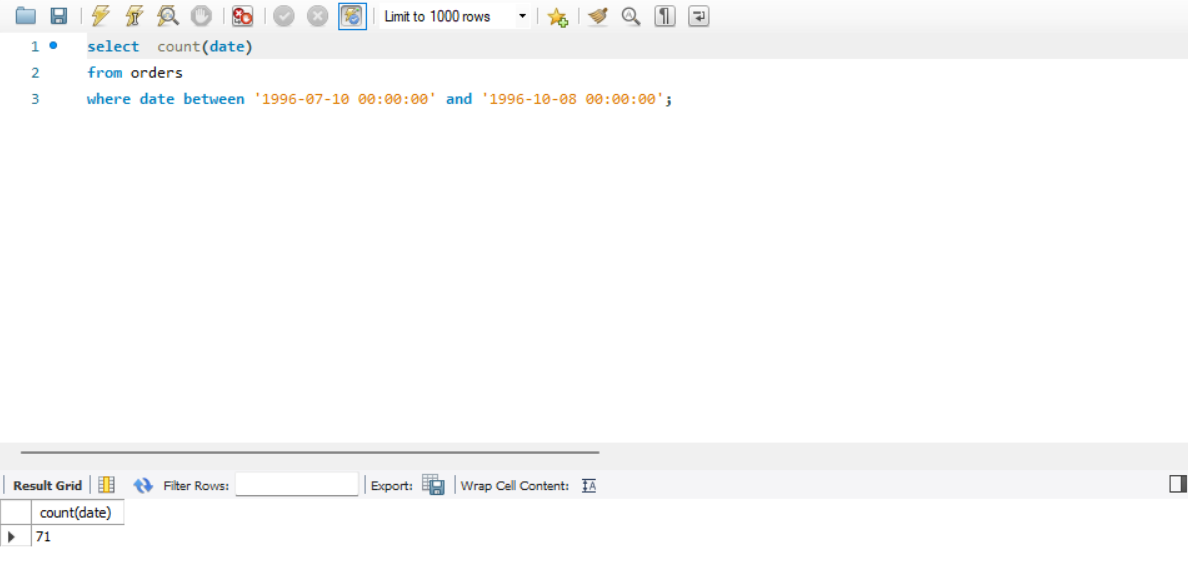 Limit to 1000 rows
1 select  count(date)
2 from orders
3 where date between '1996-07-10 00:00:00' and '1996-10-08 00:00:00';
Result Grid Filter Rows: Export: Wrap Cell Content: IA
count(date)
71